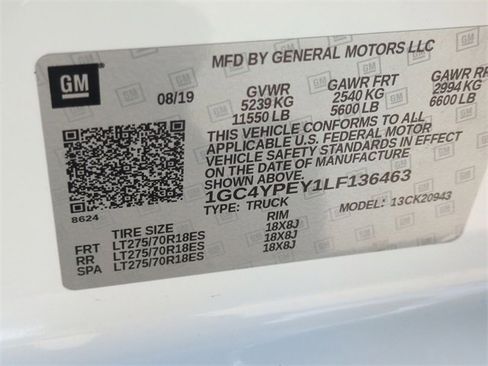 MFD BY GENERAL MOTORS LLC
GM
08/19
GVWR GAWR FRT GAWR RR
5239 KG 2540 KG 2994 KG
11550 LB 5600 LB 6600 LB
THIS VEHICLE CONFORMS TO ALL
APPLICABLE U.S. FEDERAL MOTOR
VEHICLE SAFETY STANDARDS IN EFFECT
ON THE DATE OF MANUFACTURE
SHOWN ABOVE.
1GC4YPEY1LF136463
8624
TYPE: TRUCK MODEL: 13CK20943
TIRE SIZE RIM
FRT LT275/70R18ES 18X8J
RR LT275/70R18ES 18X8J
SPA LT275/70R18ES 18X8J